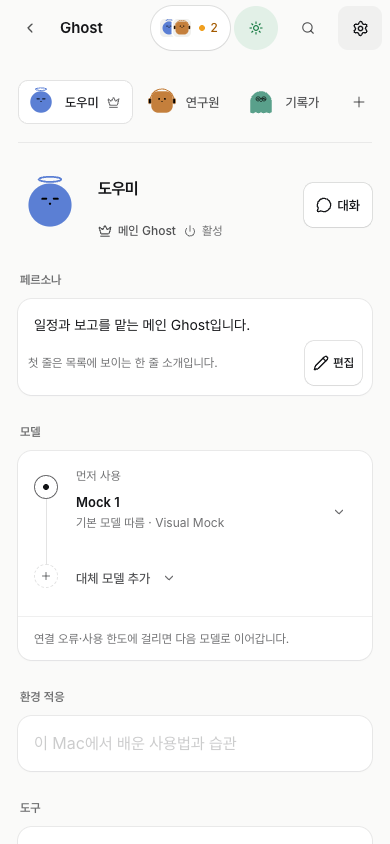 Ghost
2
도우미
연구원
기록가
도우미
메인 Ghost
활성
대화
페르소나
일정과 보고를 맡는 메인 Ghost입니다.
첫 줄은 목록에 보이는 한 줄 소개입니다.
편집
모델
먼저 사용
Mock 1
기본 모델 따름 · Visual Mock
대체 모델 추가
연결 오류·사용 한도에 걸리면 다음 모델로 이어갑니다.
환경 적응
이 Mac에서 배운 사용법과 습관
도구